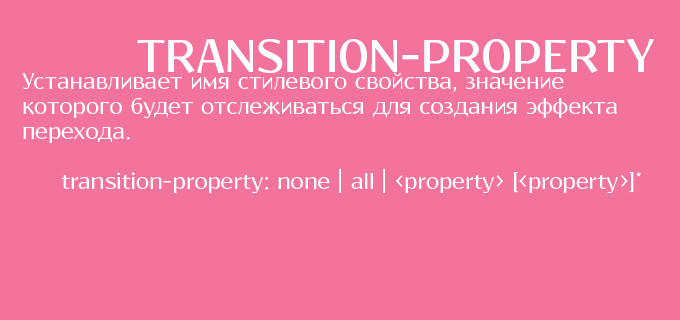 TRANSITION-PROPERTY
Устанавливает имя стилевого свойства, значение
которого будет отслеживаться для создания эффекта
перехода.
transition-property: none | all | <property> [<property>]*